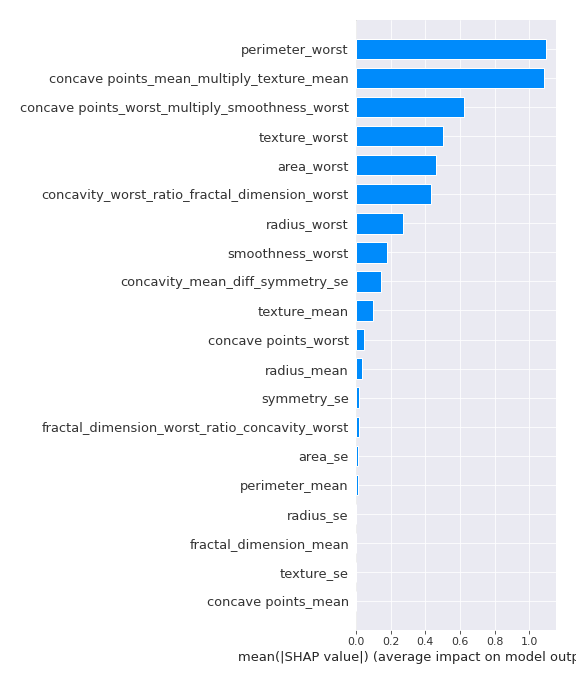 perimeter_worst
concave points_mean_multiply_texture_mean
concave points_worst_multiply_smoothness_worst
texture_worst
area_worst
concavity_worst_ratio_fractal_dimension_worst
radius_worst
smoothness_worst
concavity_mean_diff_symmetry_se
texture_mean
concave points_worst
radius_mean
symmetry_se
fractal_dimension_worst_ratio_concavity_worst
area_se
perimeter_mean
radius_se
fractal_dimension_mean
texture_se
concave points_mean
0.0 0.2 0.4 0.6 0.8 1.0
mean(|SHAP value|) (average impact on model outp